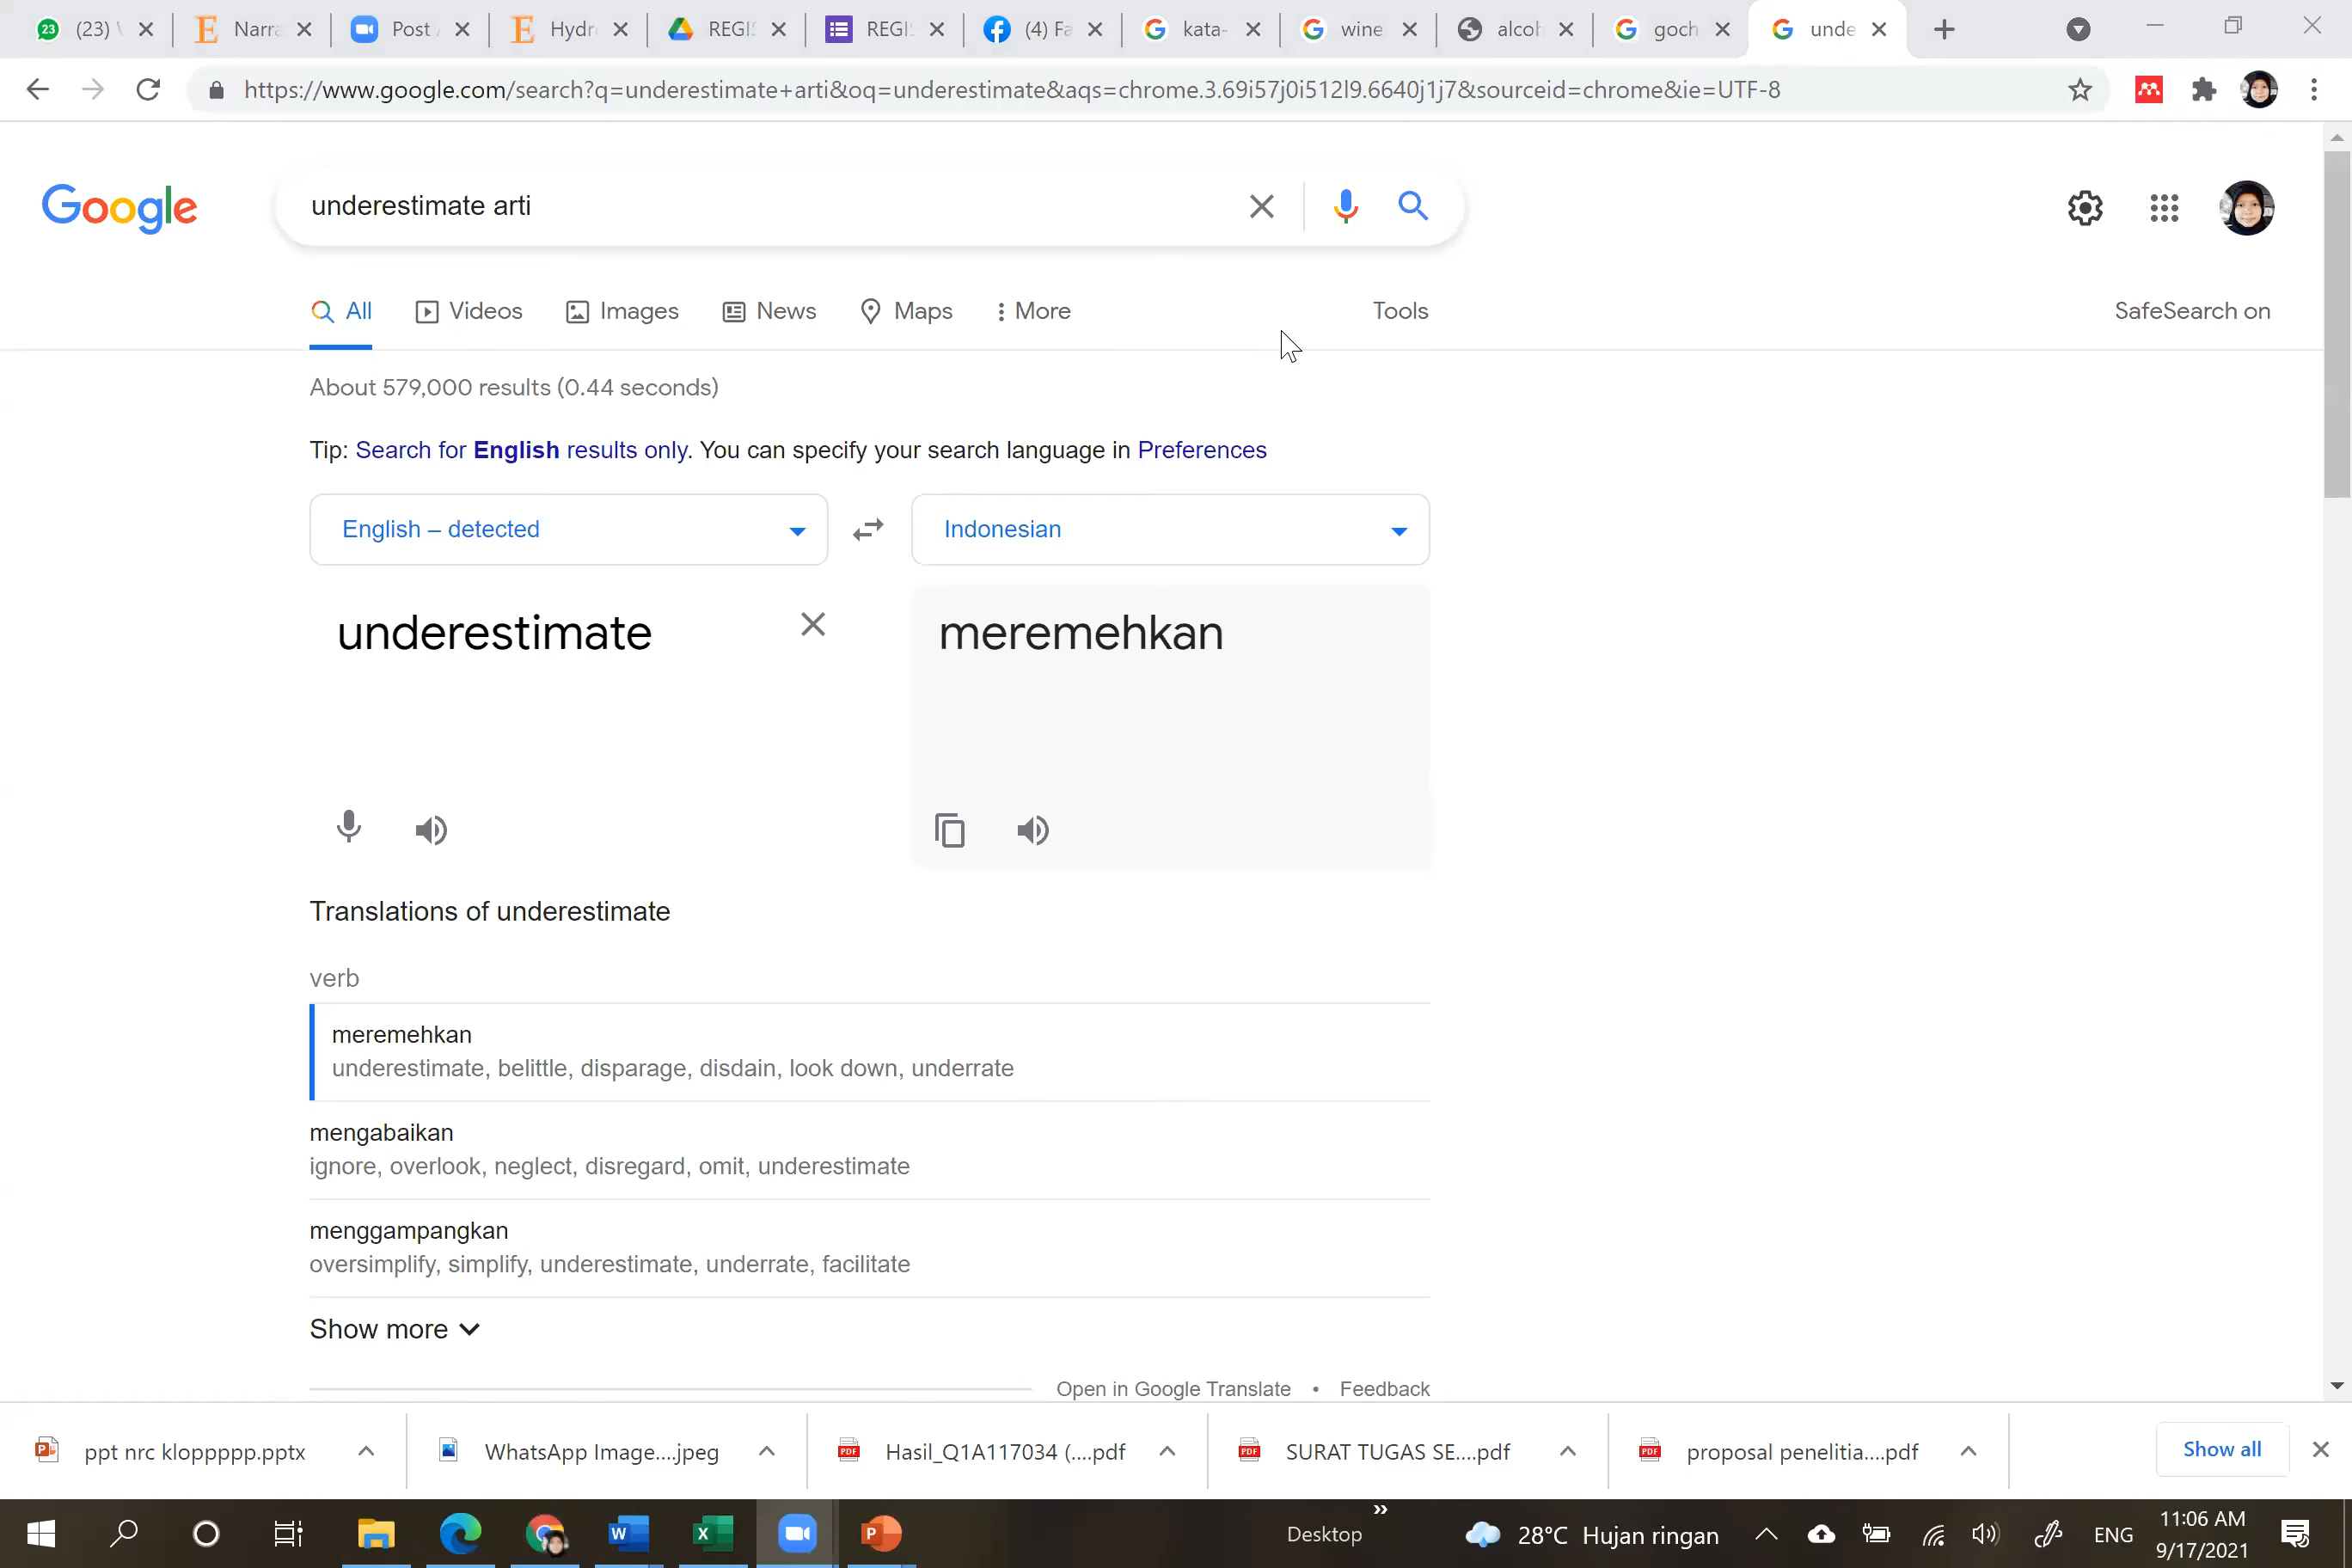 23 (23) Narra Post Hydr REGIS REGIS (4) Fa kata- wine alcoh goch unde
https://www.google.com/search?q=underestimate+arti&oq=underestimate&aqs=chrome.3.69i57j0i512l9.6640j1j7&sourceid=chrome&ie=UTF-8
Google underestimate arti
All Videos Images News Maps More Tools SafeSearch on
About 579,000 results (0.44 seconds)
Tip: Search for English results only. You can specify your search language in Preferences
English – detected Indonesian
underestimate meremehkan
Translations of underestimate
verb
meremehkan
underestimate, belittle, disparage, disdain, look down, underrate
mengabaikan
ignore, overlook, neglect, disregard, omit, underestimate
menggampangkan
oversimplify, simplify, underestimate, underrate, facilitate
Show more
Open in Google Translate • Feedback
ppt nrc kloppppp.pptx WhatsApp Image....jpeg Hasil_Q1A117034 (....pdf SURAT TUGAS SE....pdf proposal penelitia....pdf Show all
Desktop 28°C Hujan ringan ENG 11:06 AM
9/17/2021